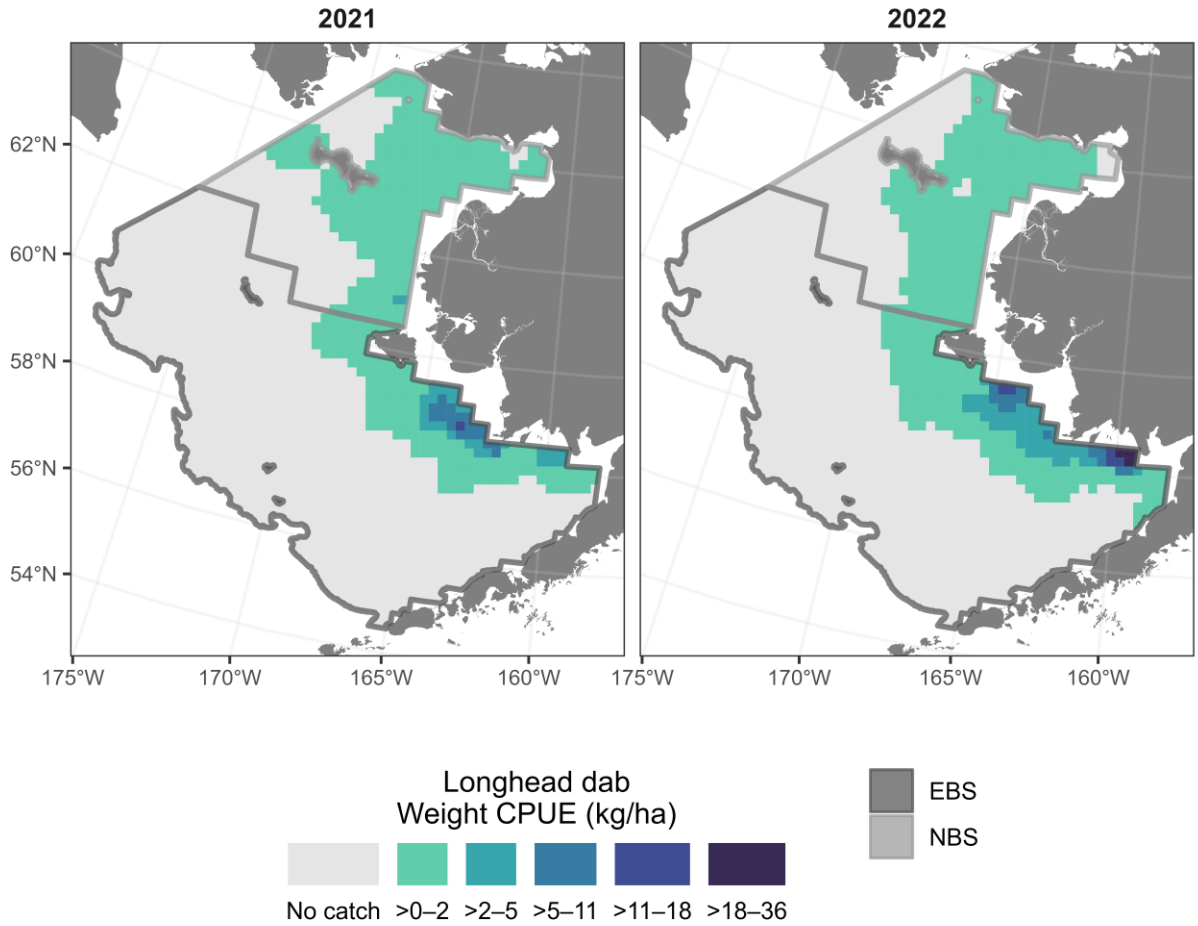 2021
2022
62°N
60°N
58°N
56°N
54°N
175°W
170°W
165°W
160°W
175°W
170°W
165°W
160°W
Longhead dab
Weight CPUE (kg/ha)
No catch
>0–2
>2–5
>5–11
>11–18
>18–36
EBS
NBS